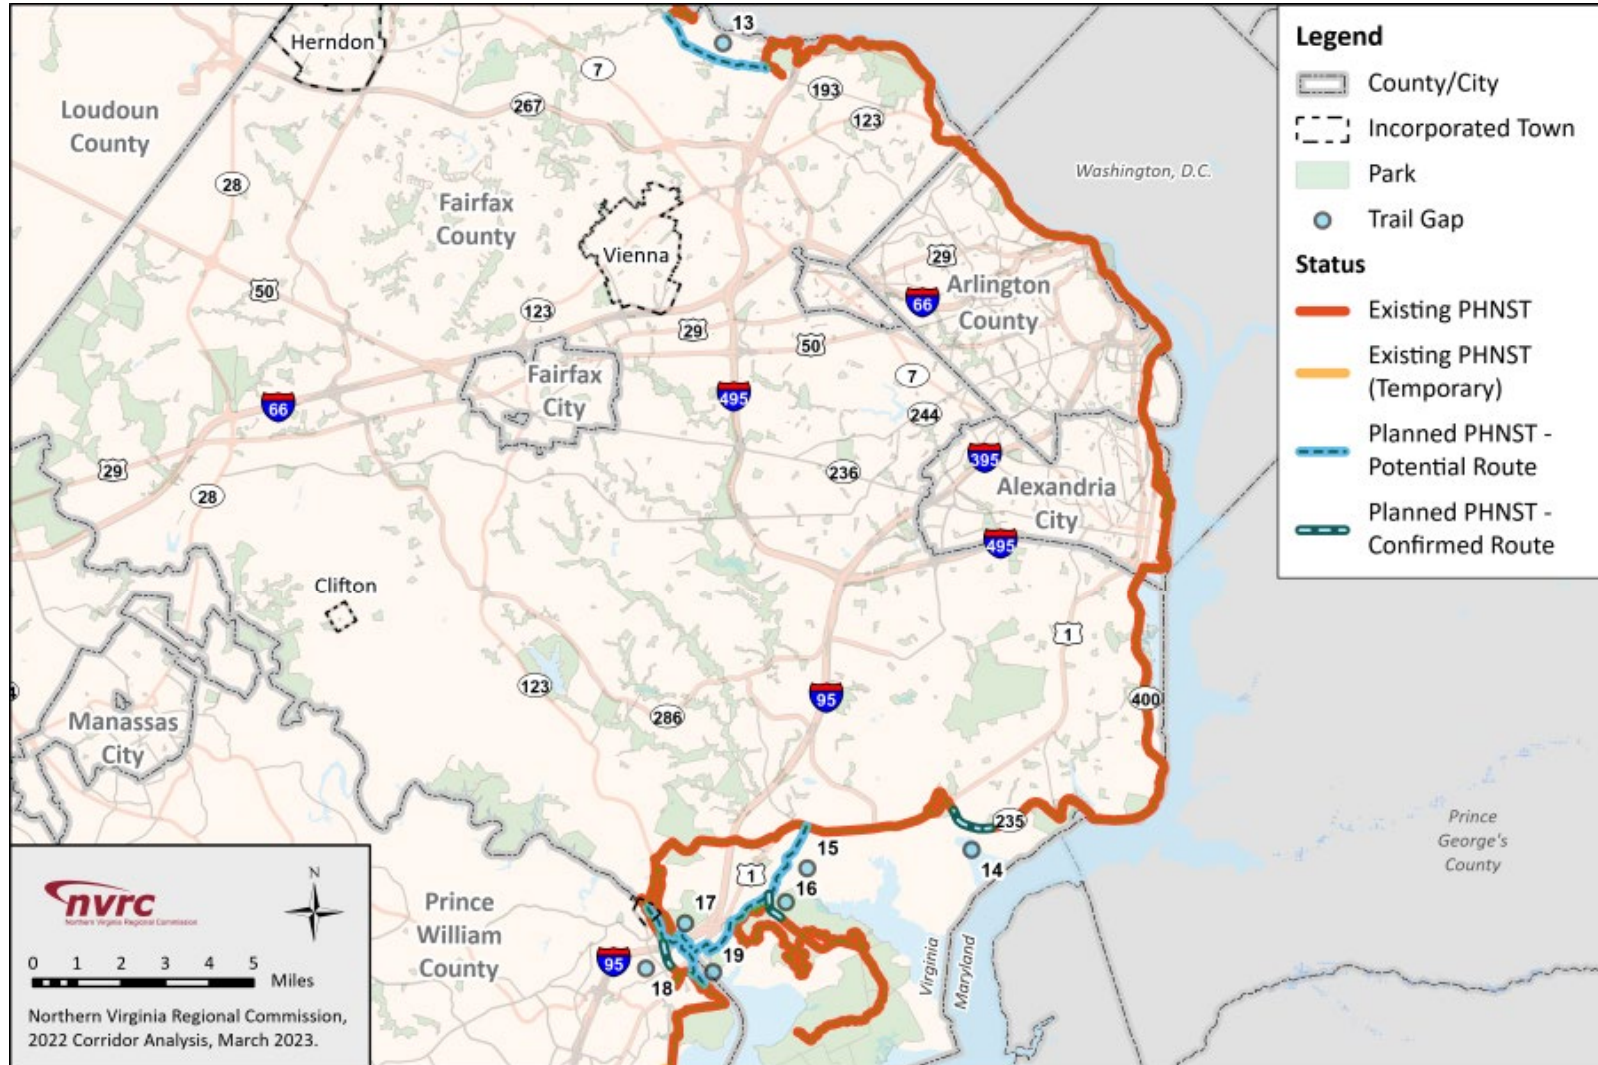 13
Herndon
7
193
267
123
Loudoun
County
28
Fairfax
County
Vienna
Washington, D.C.
29
Arlington
County
66
50
123
29
50
Fairfax
City
495
7
66
244
395
236
29
28
Alexandria
City
495
Clifton
1
123
95
400
286
Manassas
City
235
Prince
George's
County
15
14
1
16
17
Prince
William
County
19
95
18
Virginia
Maryland
Legend
County/City
Incorporated Town
Park
Trail Gap
Status
Existing PHNST
Existing PHNST
(Temporary)
Planned PHNST -
Potential Route
Planned PHNST -
Confirmed Route
nvrc
Northern Virginia Regional Commission
N
0 1 2 3 4 5
Miles
Northern Virginia Regional Commission,
2022 Corridor Analysis, March 2023.